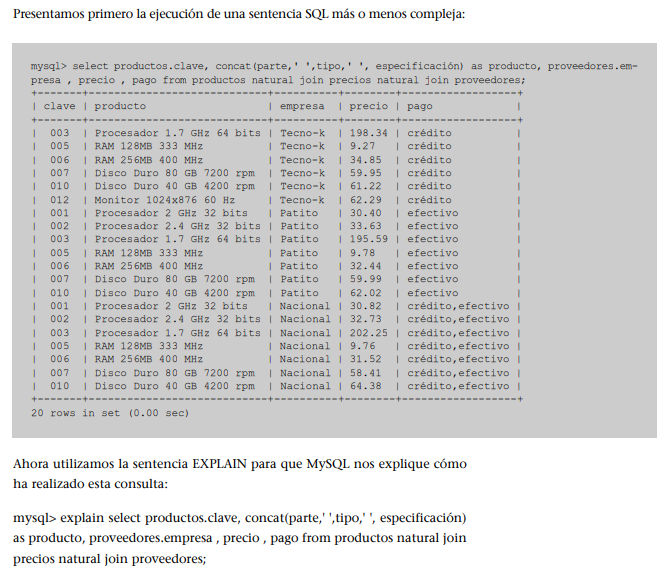 Presentamos primero la ejecución de una sentencia SQL más o menos compleja:
mysql> select productos.clave, concat(parte,' ',tipo,' ', especificación) as producto, proveedores.em-
presa , precio , pago from productos natural join precios natural join proveedores;
+-------+----------------------------+----------+--------+------------------+
| clave | producto | empresa | precio | pago |
+-------+----------------------------+----------+--------+------------------+
| 003 | Procesador 1.7 GHz 64 bits | Tecno-k | 198.34 | crédito |
| 005 | RAM 128MB 333 MHz | Tecno-k | 9.27 | crédito |
| 006 | RAM 256MB 400 MHz | Tecno-k | 34.85 | crédito |
| 007 | Disco Duro 80 GB 7200 rpm | Tecno-k | 59.95 | crédito |
| 010 | Disco Duro 40 GB 4200 rpm | Tecno-k | 61.22 | crédito |
| 012 | Monitor 1024x876 60 Hz | Tecno-k | 62.29 | crédito |
| 001 | Procesador 2 GHz 32 bits | Patito | 30.40 | efectivo |
| 002 | Procesador 2.4 GHz 32 bits | Patito | 33.63 | efectivo |
| 003 | Procesador 1.7 GHz 64 bits | Patito | 195.59 | efectivo |
| 005 | RAM 128MB 333 MHz | Patito | 9.78 | efectivo |
| 006 | RAM 256MB 400 MHz | Patito | 32.44 | efectivo |
| 007 | Disco Duro 80 GB 7200 rpm | Patito | 59.99 | efectivo |
| 010 | Disco Duro 40 GB 4200 rpm | Patito | 62.02 | efectivo |
| 001 | Procesador 2 GHz 32 bits | Nacional | 30.82 | crédito,efectivo |
| 002 | Procesador 2.4 GHz 32 bits | Nacional | 32.73 | crédito,efectivo |
| 003 | Procesador 1.7 GHz 64 bits | Nacional | 202.25 | crédito,efectivo |
| 005 | RAM 128MB 333 MHz | Nacional | 9.76 | crédito,efectivo |
| 006 | RAM 256MB 400 MHz | Nacional | 31.52 | crédito,efectivo |
| 007 | Disco Duro 80 GB 7200 rpm | Nacional | 58.41 | crédito,efectivo |
| 010 | Disco Duro 40 GB 4200 rpm | Nacional | 64.38 | crédito,efectivo |
+-------+----------------------------+----------+--------+------------------+
20 rows in set (0.00 sec)
Ahora utilizamos la sentencia EXPLAIN para que MySQL nos explique cómo
ha realizado esta consulta:
mysql> explain select productos.clave, concat(parte,' ',tipo,' ', especificación)
as producto, proveedores.empresa , precio , pago from productos natural join
precios natural join proveedores;